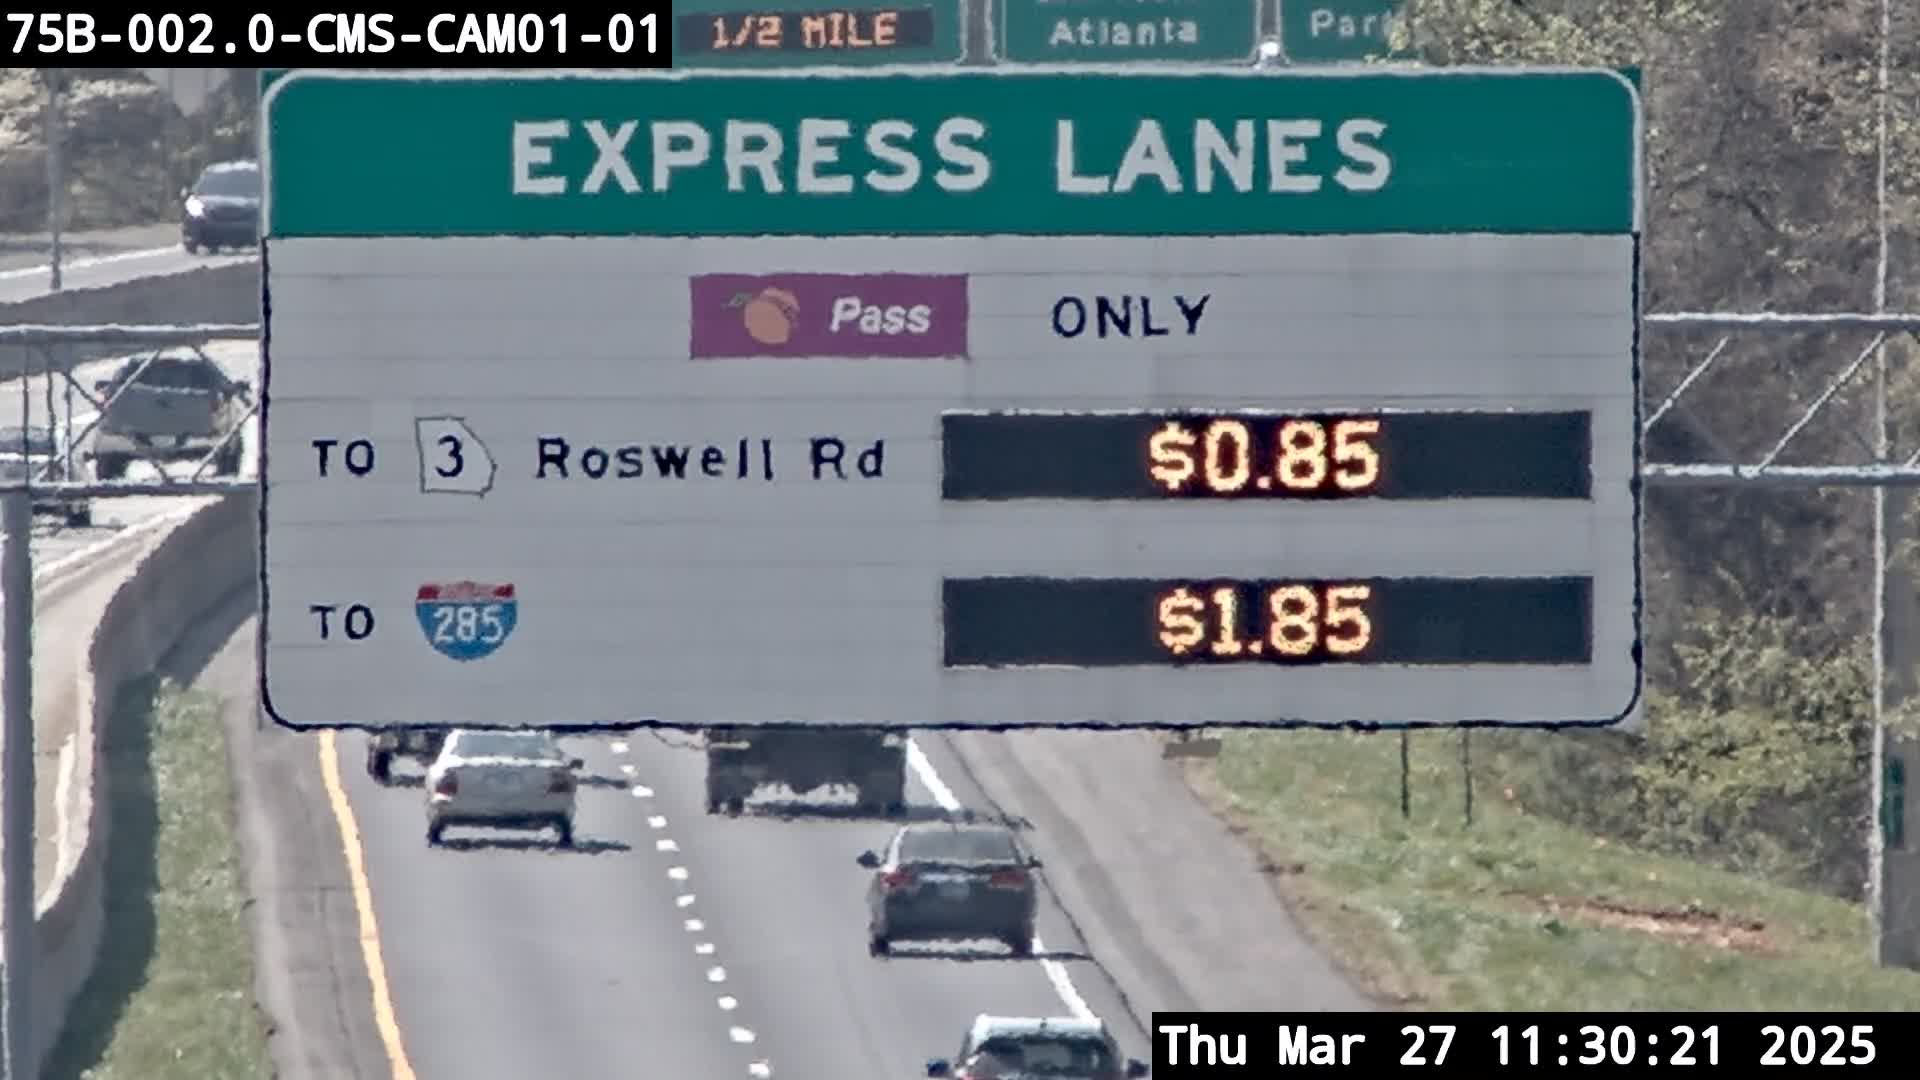 75B-002.0-CMS-CAM01-01
1/2 MILE
Atlanta
EXPRESS LANES
Pass ONLY
TO 3 Roswell Rd $0.85
TO 285 $1.85
Thu Mar 27 11:30:21 2025